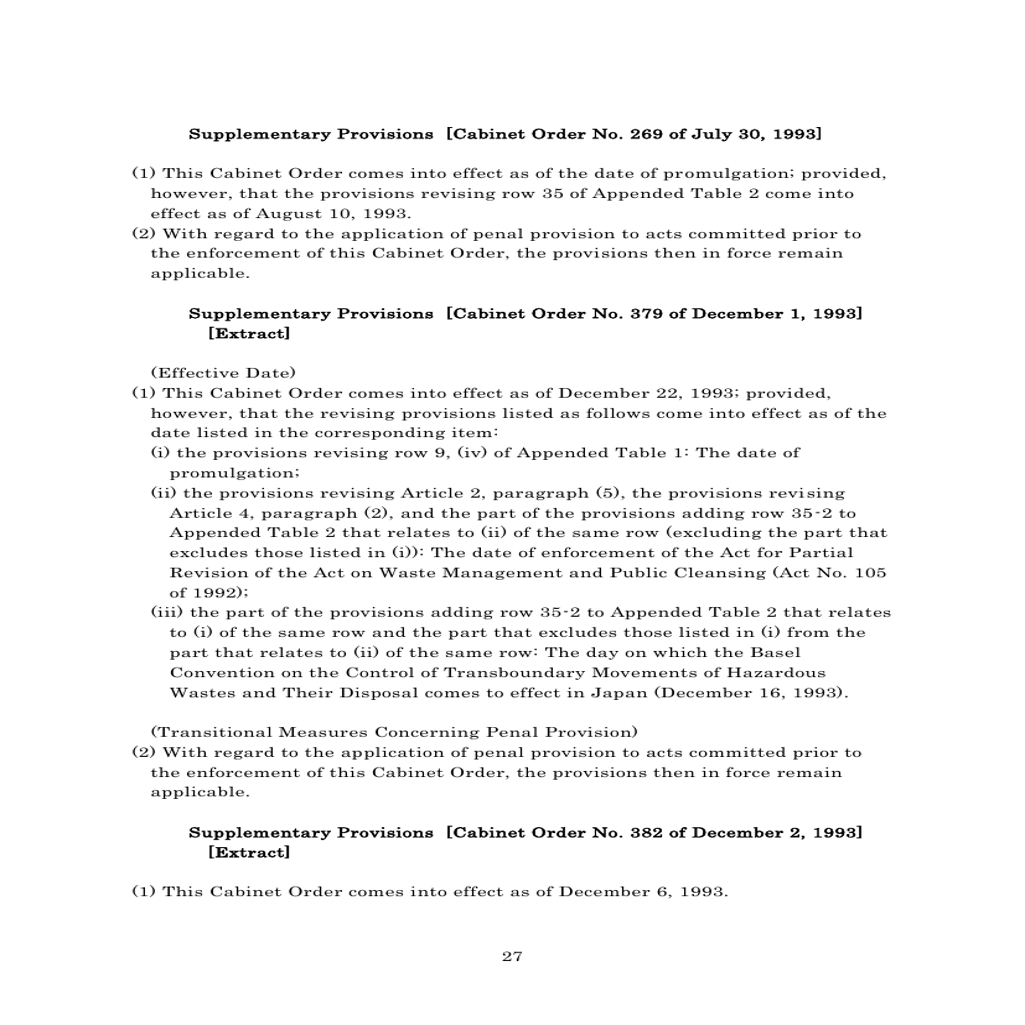 Supplementary Provisions [Cabinet Order No. 269 of July 30, 1993]
(1) This Cabinet Order comes into effect as of the date of promulgation; provided,
however, that the provisions revising row 35 of Appended Table 2 come into
effect as of August 10, 1993.
(2) With regard to the application of penal provision to acts committed prior to
the enforcement of this Cabinet Order, the provisions then in force remain
applicable.
Supplementary Provisions [Cabinet Order No. 379 of December 1, 1993]
[Extract]
(Effective Date)
(1) This Cabinet Order comes into effect as of December 22, 1993; provided,
however, that the revising provisions listed as follows come into effect as of the
date listed in the corresponding item:
(i) the provisions revising row 9, (iv) of Appended Table 1: The date of
promulgation;
(ii) the provisions revising Article 2, paragraph (5), the provisions revising
Article 4, paragraph (2), and the part of the provisions adding row 35-2 to
Appended Table 2 that relates to (ii) of the same row (excluding the part that
excludes those listed in (i)): The date of enforcement of the Act for Partial
Revision of the Act on Waste Management and Public Cleansing (Act No. 105
of 1992);
(iii) the part of the provisions adding row 35-2 to Appended Table 2 that relates
to (i) of the same row and the part that excludes those listed in (i) from the
part that relates to (ii) of the same row: The day on which the Basel
Convention on the Control of Transboundary Movements of Hazardous
Wastes and Their Disposal comes to effect in Japan (December 16, 1993).
(Transitional Measures Concerning Penal Provision)
(2) With regard to the application of penal provision to acts committed prior to
the enforcement of this Cabinet Order, the provisions then in force remain
applicable.
Supplementary Provisions [Cabinet Order No. 382 of December 2, 1993]
[Extract]
(1) This Cabinet Order comes into effect as of December 6, 1993.
27